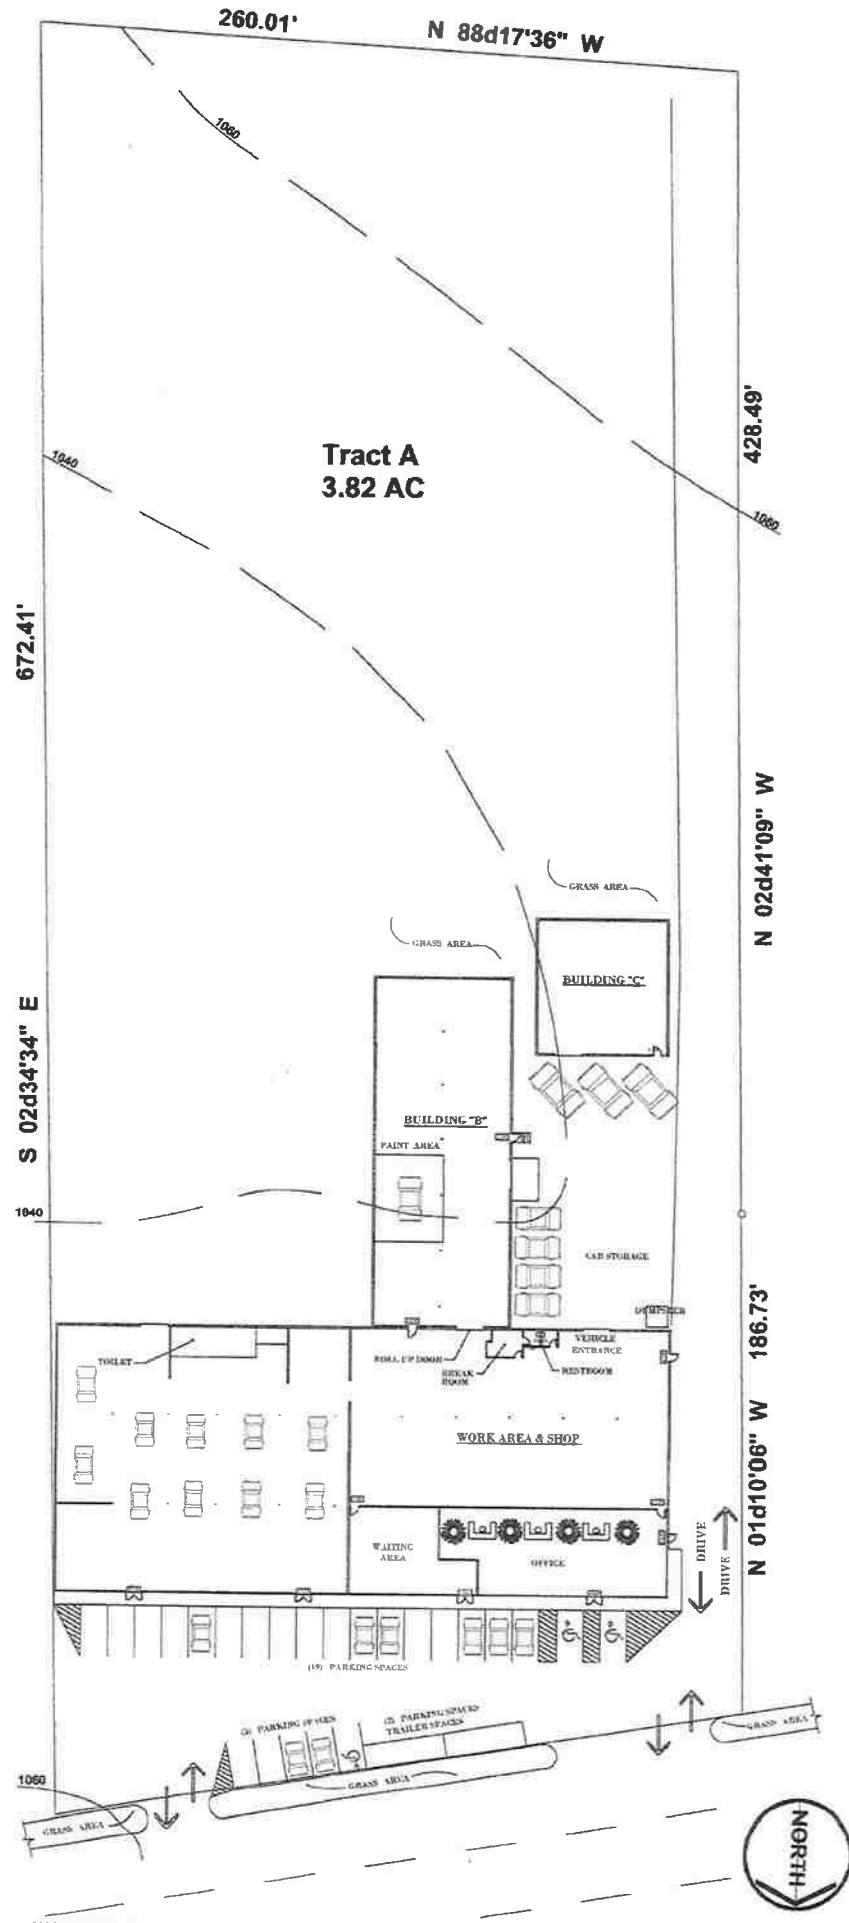 260.01'
N 88d17'36" W
1060
Tract A
3.82 AC
428.49'
1040
1060
672.41'
N 02d41'09" W
GRASS AREA
GRASS AREA
BUILDING "C"
S 02d34'34" E
BUILDING "B"
PAINT AREA
1040
CAR STORAGE
DUMPSTER
186.73'
TOILET
ROLL UP DOOR
BREAK
ROOM
VEHICLE
ENTRANCE
RESTROOM
WORK AREA & SHOP
N 01d10'06" W
WAITING
AREA
OFFICE
DRIVE
DRIVE
(19) PARKING SPACES
PARKING SPACES
(2) PARKING SPACES
TRAILER SPACES
GRASS AREA
GRASS AREA
1060
GRASS AREA
NORTH